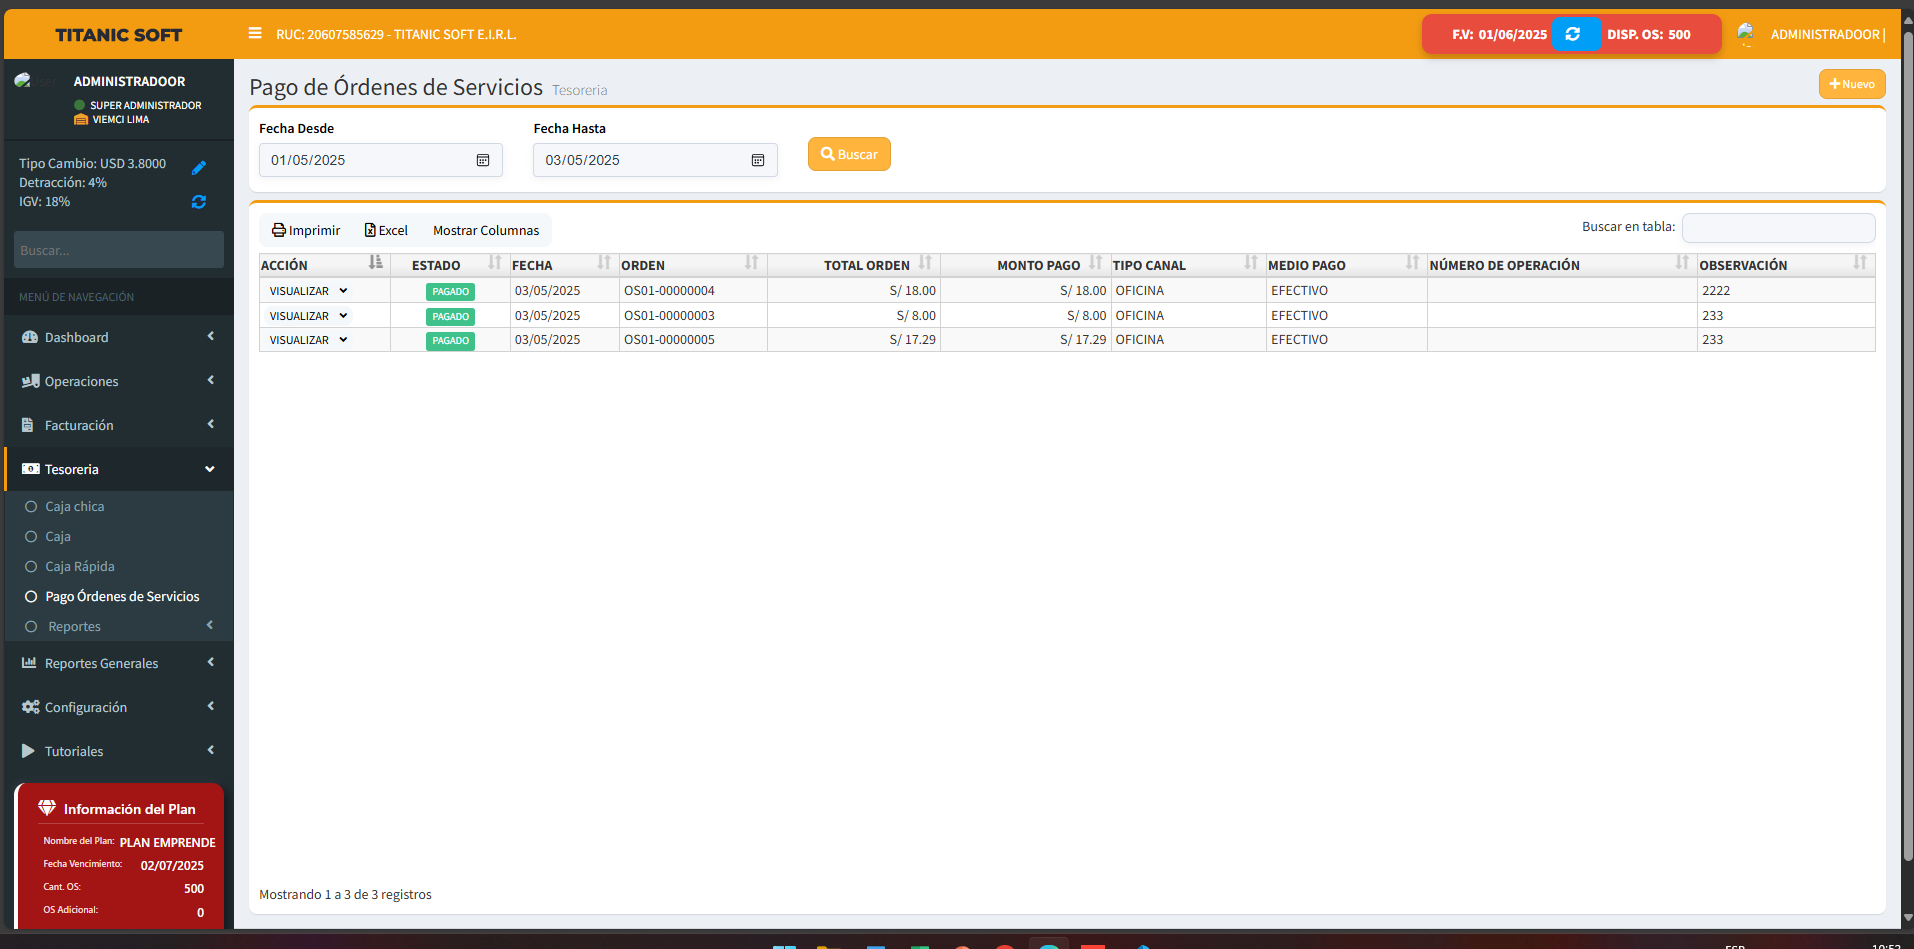 TITANIC SOFT
RUC: 20607585629 - TITANIC SOFT E.I.R.L.
F.V: 01/06/2025
DISP. OS: 500
ADMINISTRADOOR |
ADMINISTRADOOR
SUPER ADMINISTRADOR
VIEMCI LIMA
Tipo Cambio: USD 3.8000
Detracción: 4%
IGV: 18%
Buscar...
MENÚ DE NAVEGACIÓN
Dashboard
Operaciones
Facturación
Tesoreria
Caja chica
Caja
Caja Rápida
Pago Órdenes de Servicios
Reportes
Reportes Generales
Configuración
Tutoriales
Información del Plan
Nombre del Plan: PLAN EMPRENDE
Fecha Vencimiento: 02/07/2025
Cant. OS: 500
OS Adicional: 0
Pago de Órdenes de Servicios Tesoreria
Nuevo
Fecha Desde
Fecha Hasta
01/05/2025
03/05/2025
Buscar
Imprimir Excel Mostrar Columnas
Buscar en tabla:
ACCIÓN ESTADO FECHA ORDEN TOTAL ORDEN MONTO PAGO TIPO CANAL MEDIO PAGO NÚMERO DE OPERACIÓN OBSERVACIÓN
VISUALIZAR PAGADO 03/05/2025 OS01-00000004 S/ 18.00 S/ 18.00 OFICINA EFECTIVO 2222
VISUALIZAR PAGADO 03/05/2025 OS01-00000003 S/ 8.00 S/ 8.00 OFICINA EFECTIVO 233
VISUALIZAR PAGADO 03/05/2025 OS01-00000005 S/ 17.29 S/ 17.29 OFICINA EFECTIVO 233
Mostrando 1 a 3 de 3 registros